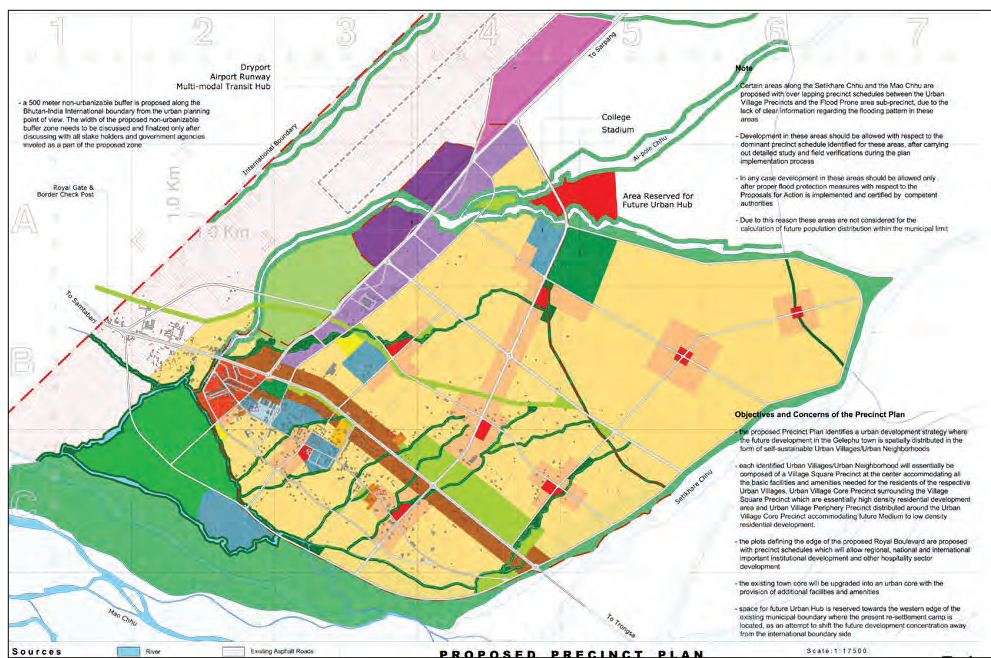 1 2 3 4 5 6 7
Dryport
Airport Runway
Multi-modal Transit Hub
- a 500 meter non-urbanizable buffer is proposed along the
Bhutan-India International boundary from the urban planning
point of view. The width of the proposed non-urbanizable
buffer zone needs to be discussed and finalzed only after
discussing with all stake holders and government agencies
involed as a part of the proposed zone
International Boundary
Royal Gate &
Border Check Post
1.0 Km
1.0 Km
To Sarpang
College
Stadium
Ai-pole Chhu
Area Reserved for
Future Urban Hub
Note
- Certain areas along the Setikhare Chhu and the Mao Chhu are
proposed with over lapping precinct schedules between the Urban
Village Precincts and the Flood Prone area sub-precinct, due to the
lack of clear information regarding the flooding pattern in these
areas
- Development in these areas should be allowed with respect to the
dominant precinct schedule identified for these areas, after carrying
out detailed study and field verifications during the plan
implementation process
- In any case development in these areas should be allowed only
after proper flood protection measures with respect to the
Proposals for Action is implemented and certified by competent
authorities
- Due to this reason these areas are not considered for the
calculation of future population distribution within the municipal limit
A
B
C
To Samtabari
Objectives and Concerns of the Precinct Plan
- the proposed Precinct Plan identifies a urban development strategy where
the future development in the Gelephu town is spatially distributed in the
form of self-sustainable Urban Villages/Urban Neighborhoods
- each identified Urban Villages/Urban Neighborhood will essentially be
composed of a Village Square Precinct at the center accommodating all
the basic facilities and amenities needed for the residents of the respective
Urban Villages, Urban Village Core Precinct surrounding the Village
Square Precinct which are essentially high density residential development
area and Urban Village Periphery Precinct distributed around the Urban
Village Core Precinct accommodating future Medium to low density
residential development.
- the plots defining the edge of the proposed Royal Boulevard are proposed
with precinct schedules which will allow regional, national and International
important institutional development and other hospitality sector
development
- the existing town core will be upgraded into an urban core with the
provision of additional facilities and amenities
- space for future Urban Hub is reserved towards the western edge of the
existing municipal boundary where the present re-settlement camp is
located, as an attempt to shift the future development concentration away
from the international boundary side
Setikhare Chhu
Mao Chhu
To Trongsa
Sources
River
Existing Asphalt Roads
PROPOSED PRECINCT PLAN
Scale:1:17500